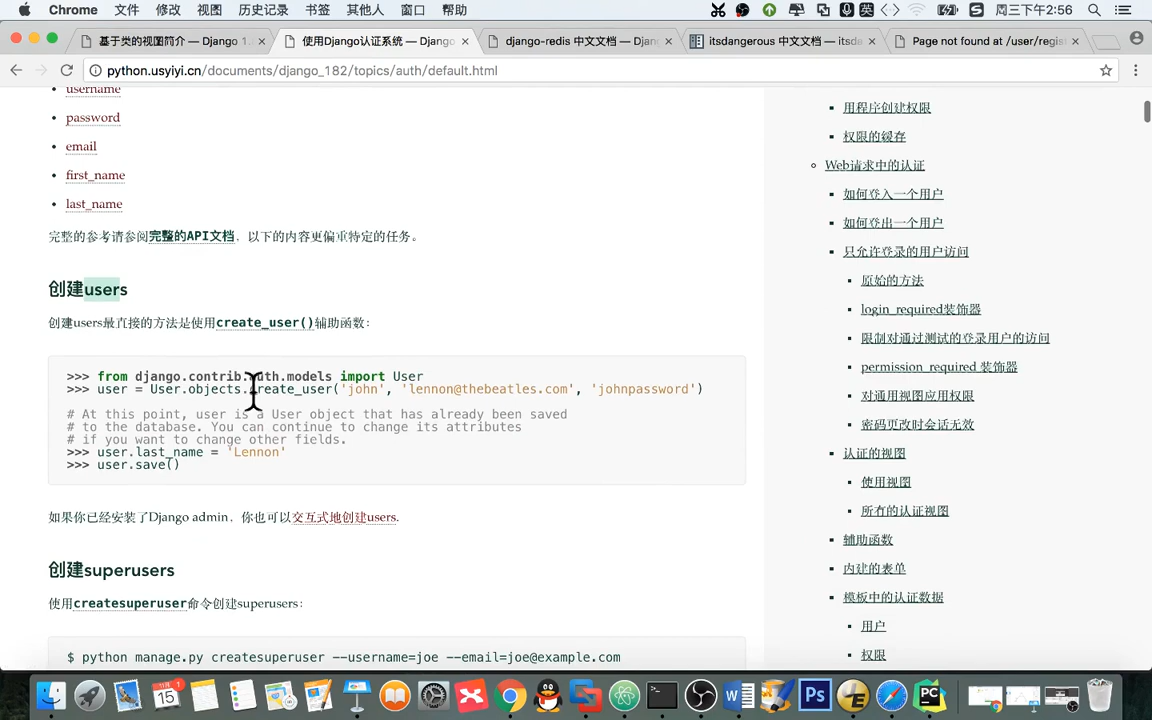 Chrome 文件 修改 视图 历史记录 书签 其他人 窗口 帮助
英 周三下午2:56
基于类的视图简介 — Django 1.
使用Django认证系统 — Django
django-redis 中文文档 — Djang
itsdangerous 中文文档 — itsd
Page not found at /user/regis
python.usyiyi.cn/documents/django_182/topics/auth/default.html
username
password
email
first_name
last_name
完整的参考请参阅完整的API文档，以下的内容更偏重特定的任务。
创建users
创建users最直接的方法是使用create_user()辅助函数：
>>> from django.contrib.auth.models import User
>>> user = User.objects.create_user('john', 'lennon@thebeatles.com', 'johnpassword')
# At this point, user is a User object that has already been saved
# to the database. You can continue to change its attributes
# if you want to change other fields.
>>> user.last_name = 'Lennon'
>>> user.save()
如果你已经安装了Django admin，你也可以交互式地创建users.
创建superusers
使用createsuperuser命令创建superusers：
$ python manage.py createsuperuser --username=joe --email=joe@example.com
用程序创建权限
权限的缓存
Web请求中的认证
如何登入一个用户
如何登出一个用户
只允许登录的用户访问
原始的方法
login_required装饰器
限制对通过测试的登录用户的访问
permission_required 装饰器
对通用视图应用权限
密码更改时会话无效
认证的视图
使用视图
所有的认证视图
辅助函数
内建的表单
模板中的认证数据
用户
权限